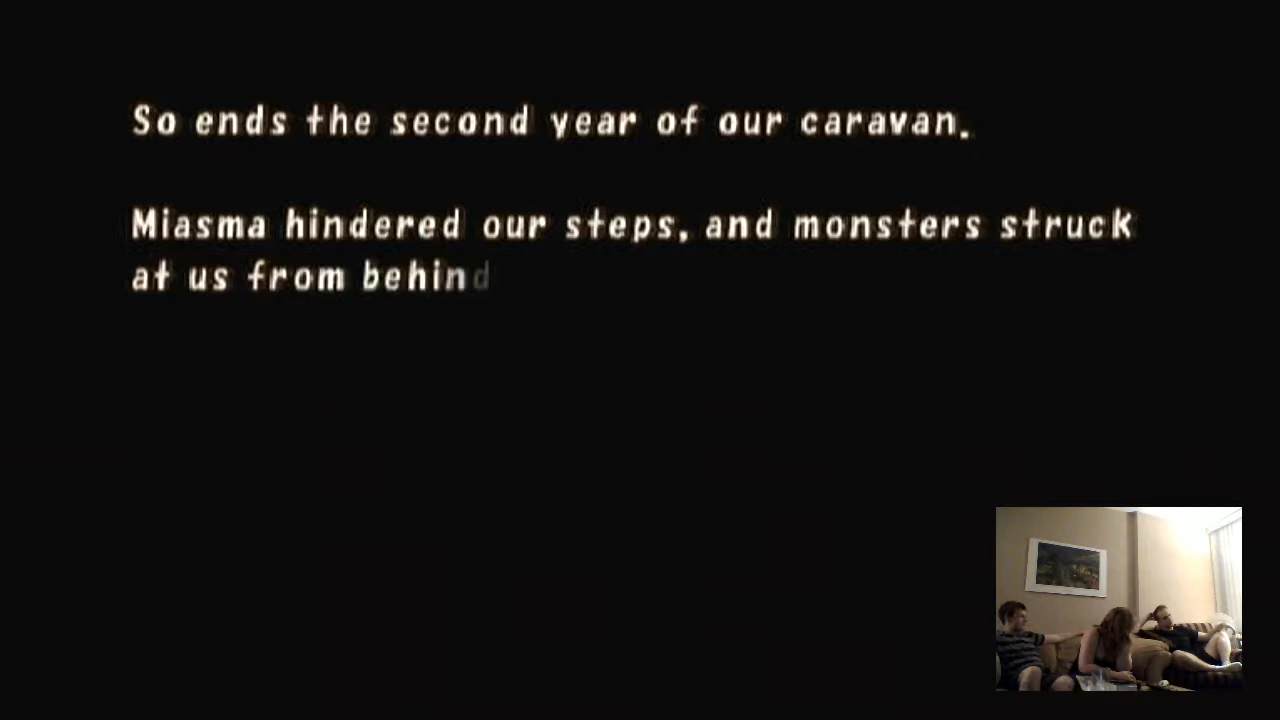 So ends the second year of our caravan.
Miasma hindered our steps, and monsters struck
at us from behind